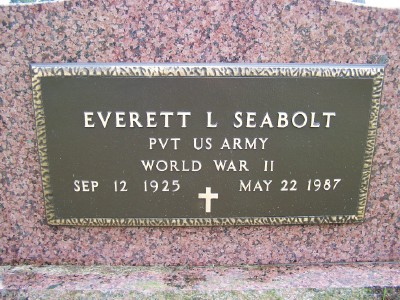 EVERETT L SEABOLT
PVT US ARMY
WORLD WAR II
SEP 12 1925 MAY 22 1987